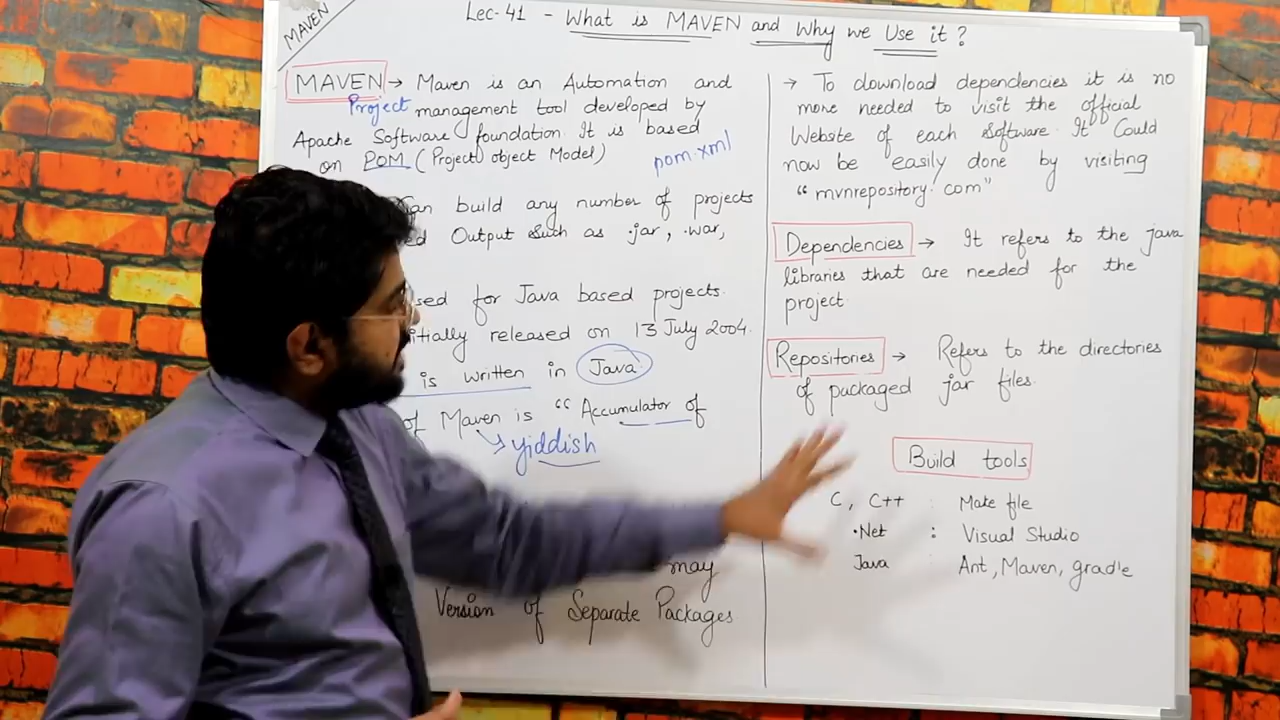 MAVEN
Lec-41 - What is MAVEN and Why we Use it?
MAVEN → Maven is an Automation and
Project management tool developed by
Apache Software foundation. It is based
on POM (Project object Model)
pom.xml
build any number of projects
Output such as .jar, .war,
for Java based projects.
released on 13 July 2004.
is written in Java
of Maven is "Accumulator of
→ yiddish
may
Version of Separate Packages
→ To download dependencies it is no
more needed to visit the official
Website of each Software. It Could
now be easily done by visiting
"mvnrepository.com"
Dependencies → It refers to the java
libraries that are needed for the
project.
Repositories → Refers to the directories
of packaged jar files.
Build tools
C, C++ : Make file
.Net : Visual Studio
Java : Ant, Maven, gradle